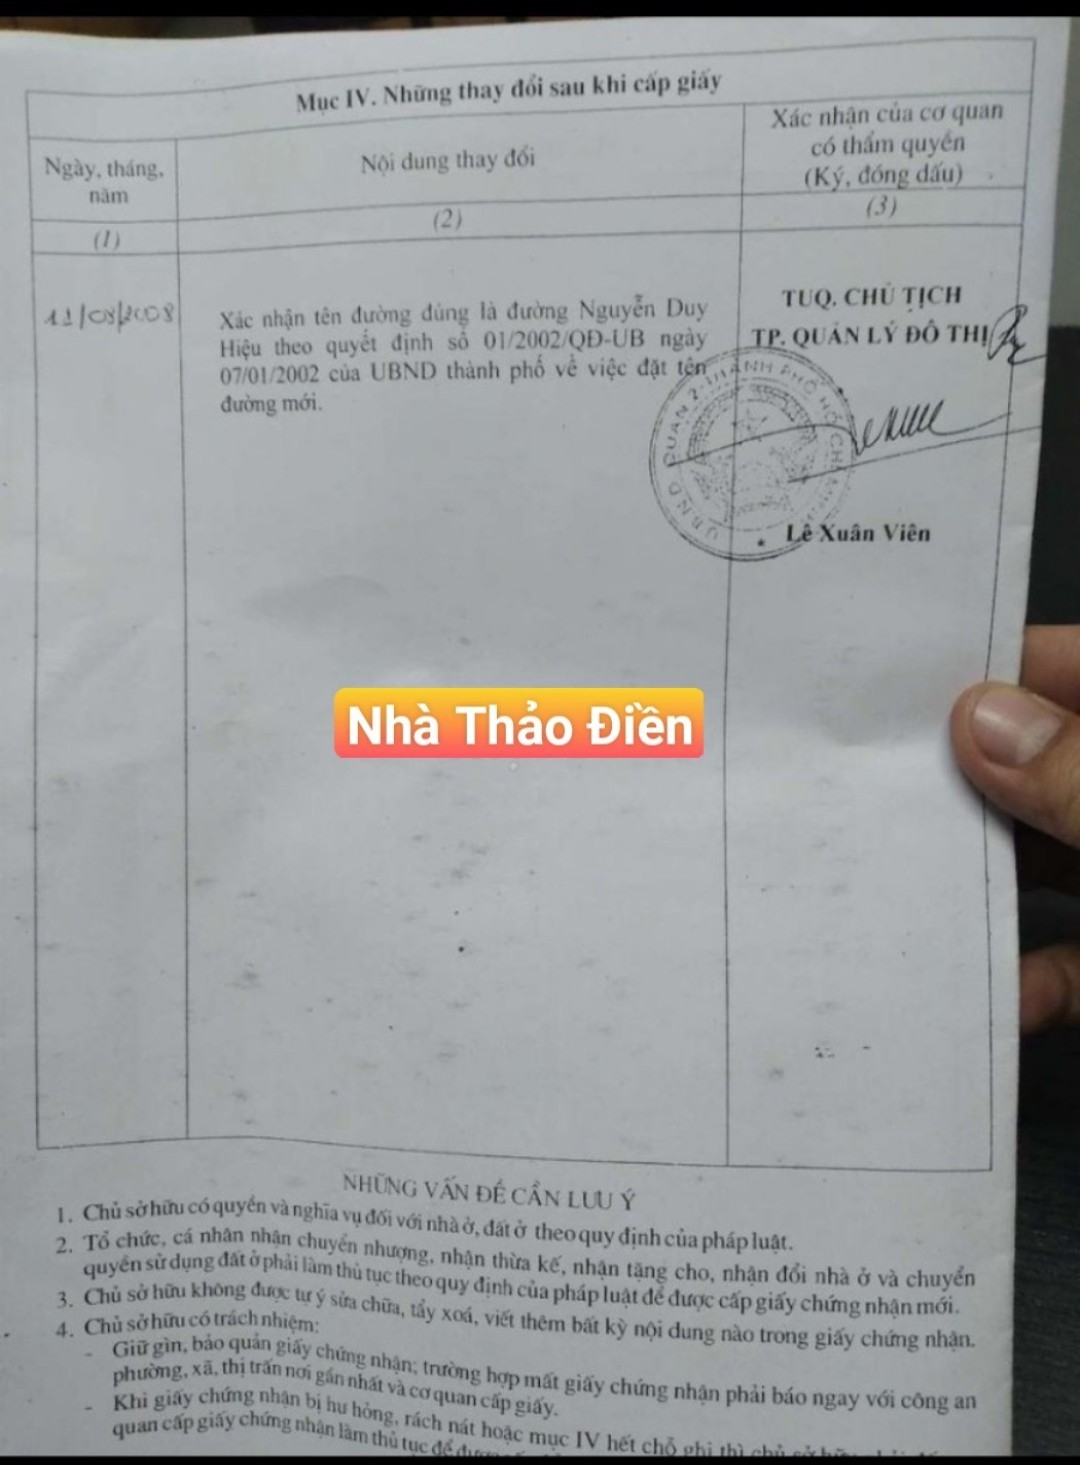 Mục IV. Những thay đổi sau khi cấp giấy
Ngày, tháng,
năm
Nội dung thay đổi
Xác nhận của cơ quan
có thẩm quyền
(Ký, đóng dấu)
(1)
(2)
(3)
11/08/2008
Xác nhận tên đường đúng là đường Nguyễn Duy
Hiệu theo quyết định số 01/2002/QĐ-UB ngày
07/01/2002 của UBND thành phố về việc đặt tên
đường mới.
TUQ. CHỦ TỊCH
TP. QUẢN LÝ ĐÔ THỊ
UBND QUẬN 2-THÀNH PHỐ HỒ CHÍ
Lê Xuân Viên
Nhà Thảo Điền
NHỮNG VẤN ĐỀ CẦN LƯU Ý
1. Chủ sở hữu có quyền và nghĩa vụ đối với nhà ở, đất ở theo quy định của pháp luật.
2. Tổ chức, cá nhân nhận chuyển nhượng, nhận thừa kế, nhận tặng cho, nhận đổi nhà ở và chuyển
quyền sử dụng đất ở phải làm thủ tục theo quy định của pháp luật để được cấp giấy chứng nhận mới.
3. Chủ sở hữu không được tự ý sửa chữa, tẩy xoá, viết thêm bất kỳ nội dung nào trong giấy chứng nhận.
4. Chủ sở hữu có trách nhiệm:
- Giữ gìn, bảo quản giấy chứng nhận; trường hợp mất giấy chứng nhận phải báo ngay với công an
phường, xã, thị trấn nơi gần nhất và cơ quan cấp giấy.
- Khi giấy chứng nhận bị hư hỏng, rách nát hoặc mục IV hết chỗ ghi thì chủ sở hữu
quan cấp giấy chứng nhận làm thủ tục để được